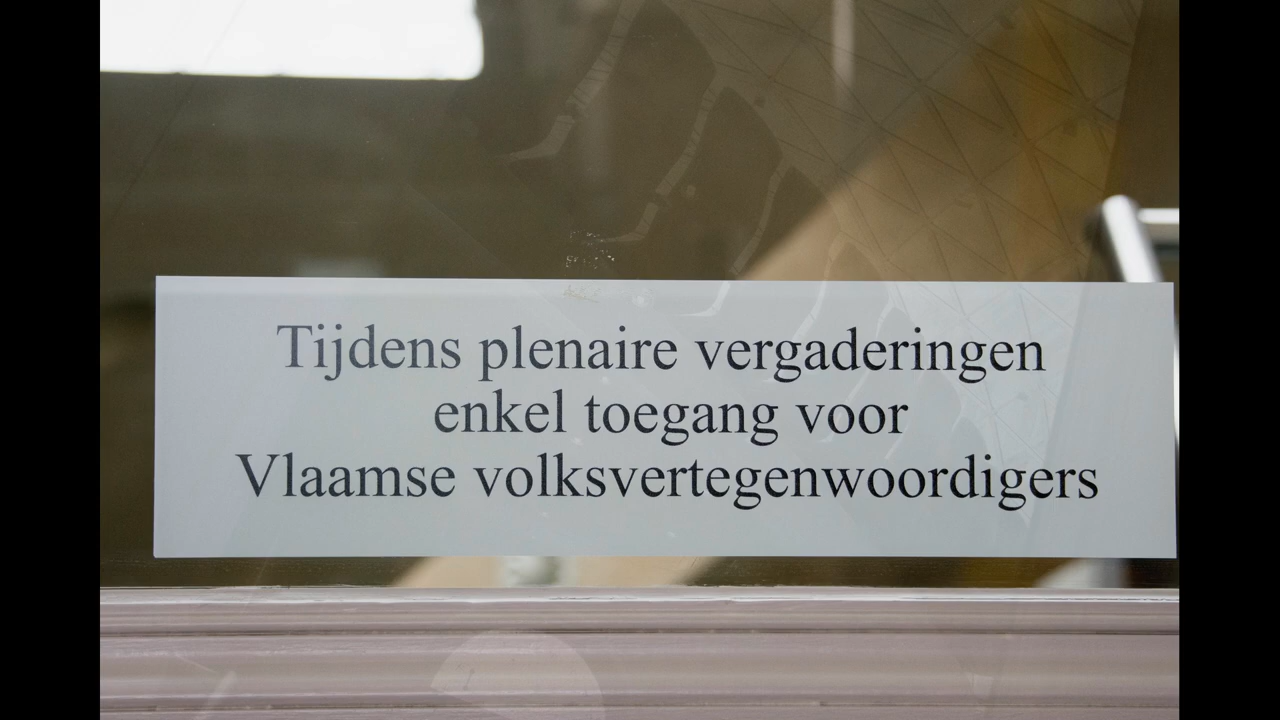 Tijdens plenaire vergaderingen
enkel toegang voor
Vlaamse volksvertegenwoordigers